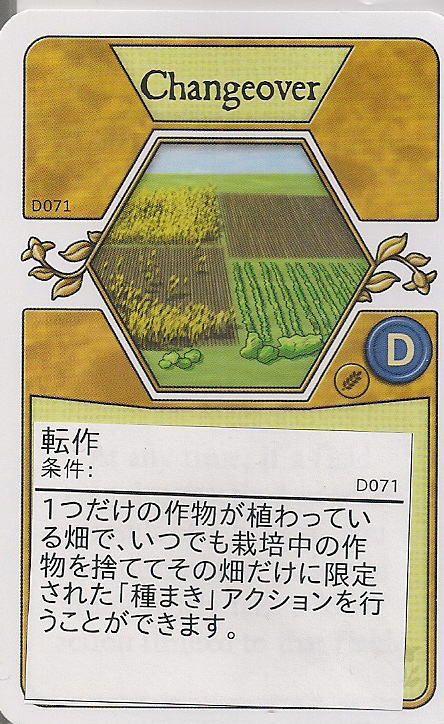 Changeover
D071
D
転作
条件:
D071
1つだけの作物が植わってい
る畑で、いつでも栽培中の作
物を捨ててその畑だけに限定
された「種まき」アクションを行
うことができます。